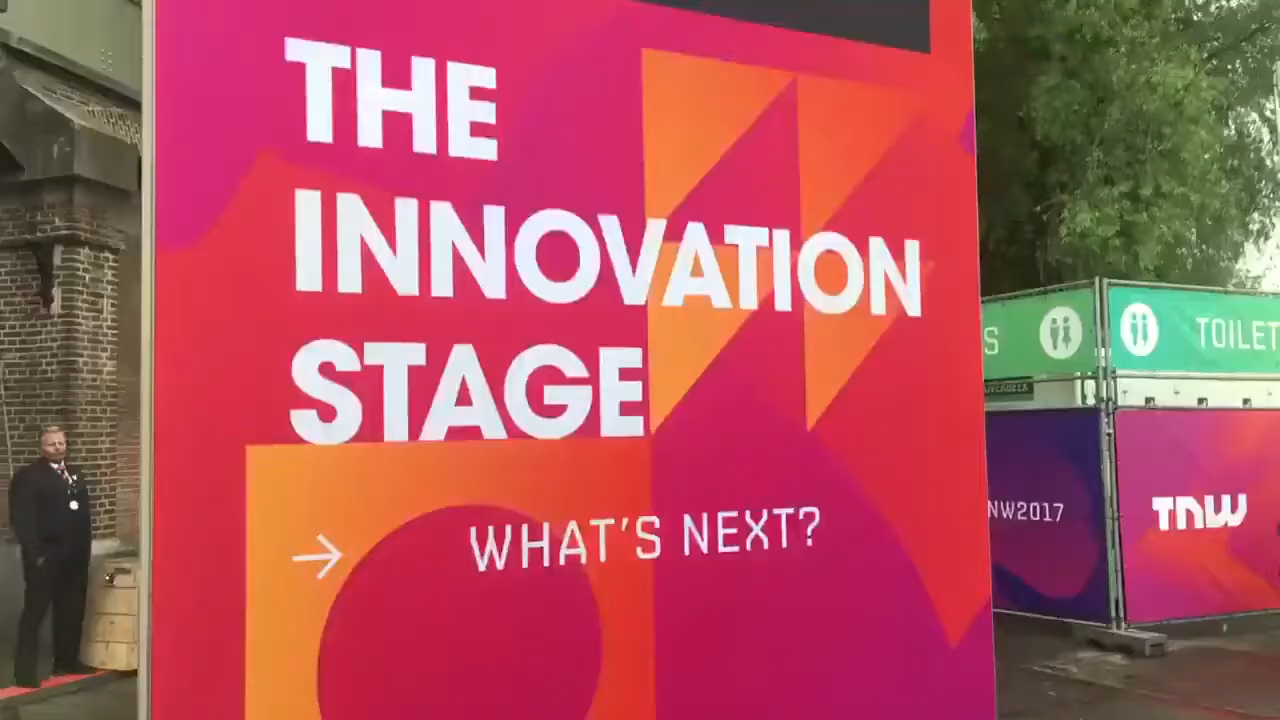 THE
INNOVATION
STAGE
→ WHAT'S NEXT?
S
TOILET
NW2017
TNW